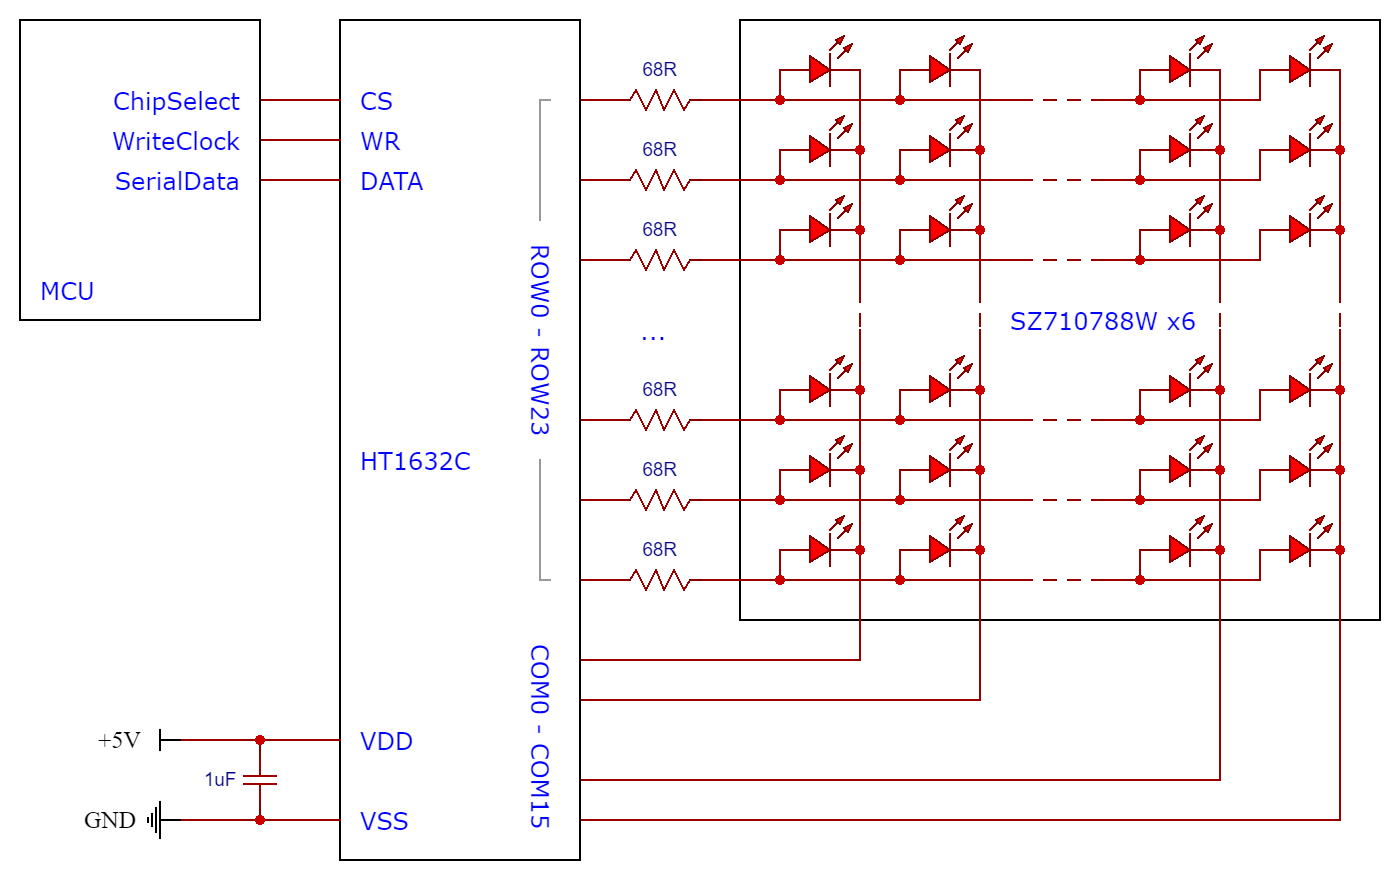 ChipSelect
WriteClock
SerialData
MCU
CS
WR
DATA
ROW0 - ROW23
HT1632C
COM0 - COM15
VDD
VSS
+5V
1uF
GND
68R
68R
68R
...
68R
68R
68R
SZ710788W x6